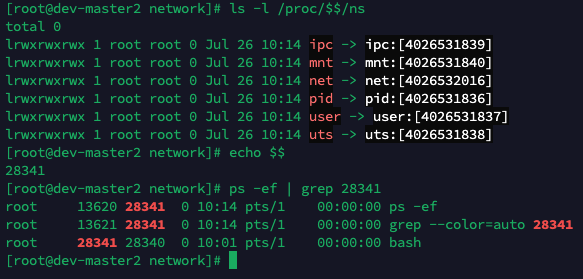 [root@dev-master2 network]# ls -l /proc/$$/ns
total 0
lrwxrwxrwx 1 root root 0 Jul 26 10:14 ipc -> ipc:[4026531839]
lrwxrwxrwx 1 root root 0 Jul 26 10:14 mnt -> mnt:[4026531840]
lrwxrwxrwx 1 root root 0 Jul 26 10:14 net -> net:[4026532016]
lrwxrwxrwx 1 root root 0 Jul 26 10:14 pid -> pid:[4026531836]
lrwxrwxrwx 1 root root 0 Jul 26 10:14 user -> user:[4026531837]
lrwxrwxrwx 1 root root 0 Jul 26 10:14 uts -> uts:[4026531838]
[root@dev-master2 network]# echo $$
28341
[root@dev-master2 network]# ps -ef | grep 28341
root     13620 28341  0 10:14 pts/1    00:00:00 ps -ef
root     13621 28341  0 10:14 pts/1    00:00:00 grep --color=auto 28341
root     28341 28340  0 10:01 pts/1    00:00:00 bash
[root@dev-master2 network]#